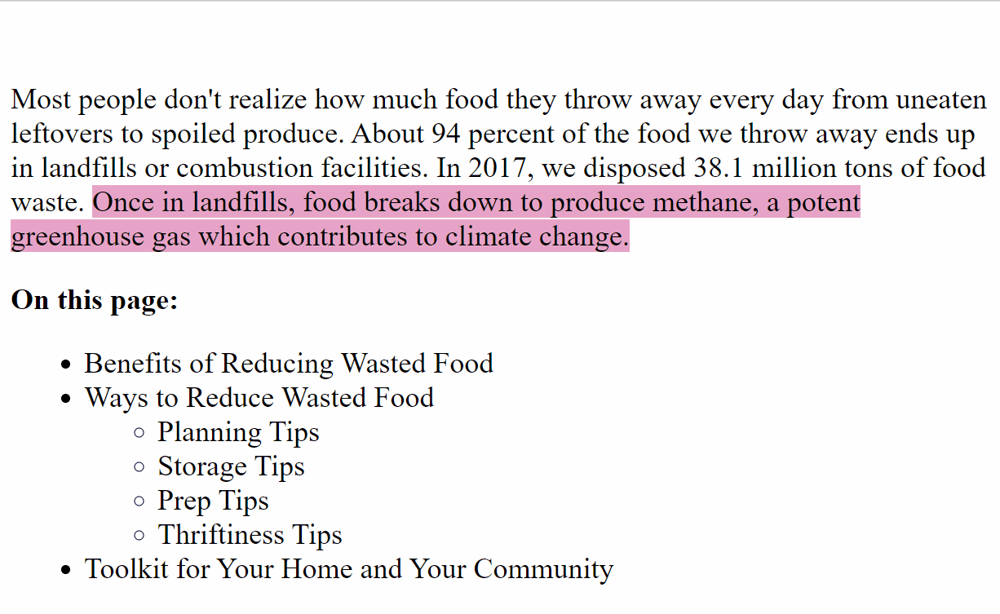 Most people don't realize how much food they throw away every day from uneaten
leftovers to spoiled produce. About 94 percent of the food we throw away ends up
in landfills or combustion facilities. In 2017, we disposed 38.1 million tons of food
waste. Once in landfills, food breaks down to produce methane, a potent
greenhouse gas which contributes to climate change.
On this page:
• Benefits of Reducing Wasted Food
• Ways to Reduce Wasted Food
○ Planning Tips
○ Storage Tips
○ Prep Tips
○ Thriftiness Tips
• Toolkit for Your Home and Your Community